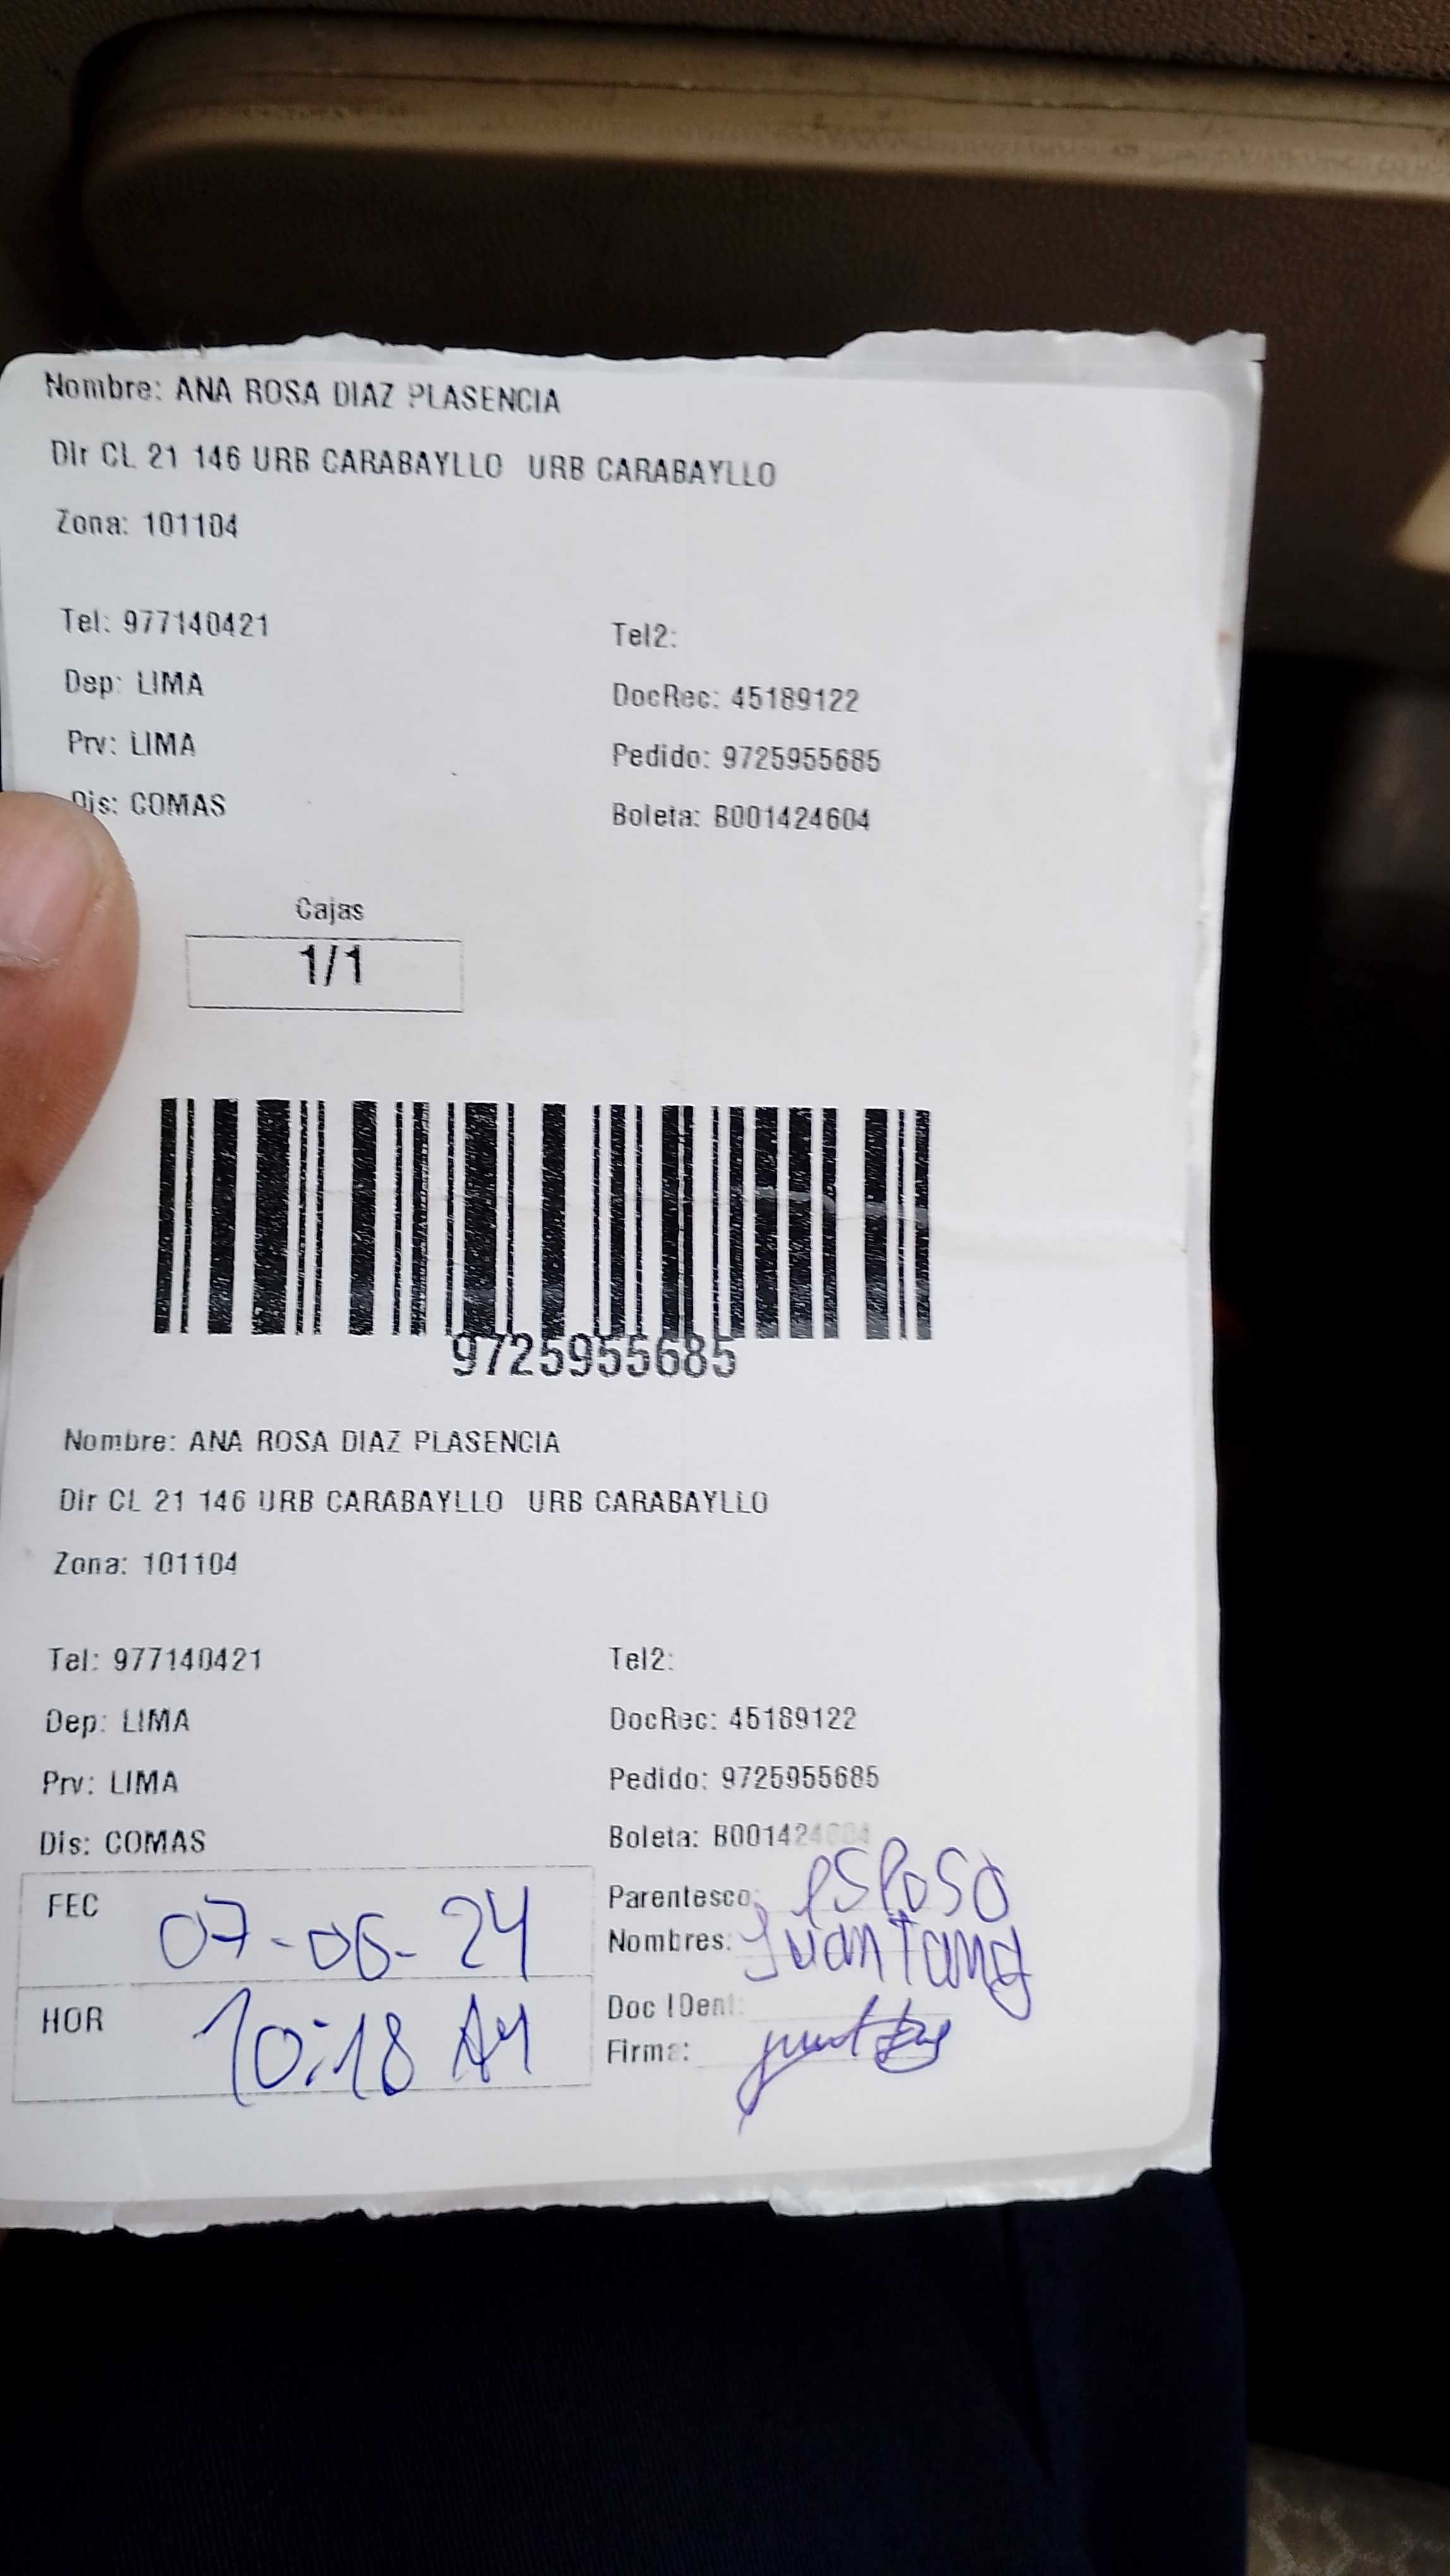 Nombre: ANA ROSA DIAZ PLASENCIA
Dir CL 21 146 URB CARABAYLLO URB CARABAYLLO
Zona: 101104
Tel: 977140421 Tel2:
Dep: LIMA DocRec: 45189122
Prv: LIMA Pedido: 9725955685
Dis: COMAS Boleta: B001424604
Cajas
1/1
9725955685
Nombre: ANA ROSA DIAZ PLASENCIA
Dir CL 21 146 URB CARABAYLLO URB CARABAYLLO
Zona: 101104
Tel: 977140421 Tel2:
Dep: LIMA DocRec: 45189122
Prv: LIMA Pedido: 9725955685
Dis: COMAS Boleta: B001424604
FEC 07-06-24 Parentesco: esposo
Nombres: Juan Tang
HOR 10:18 AM Doc IDent:
Firma: